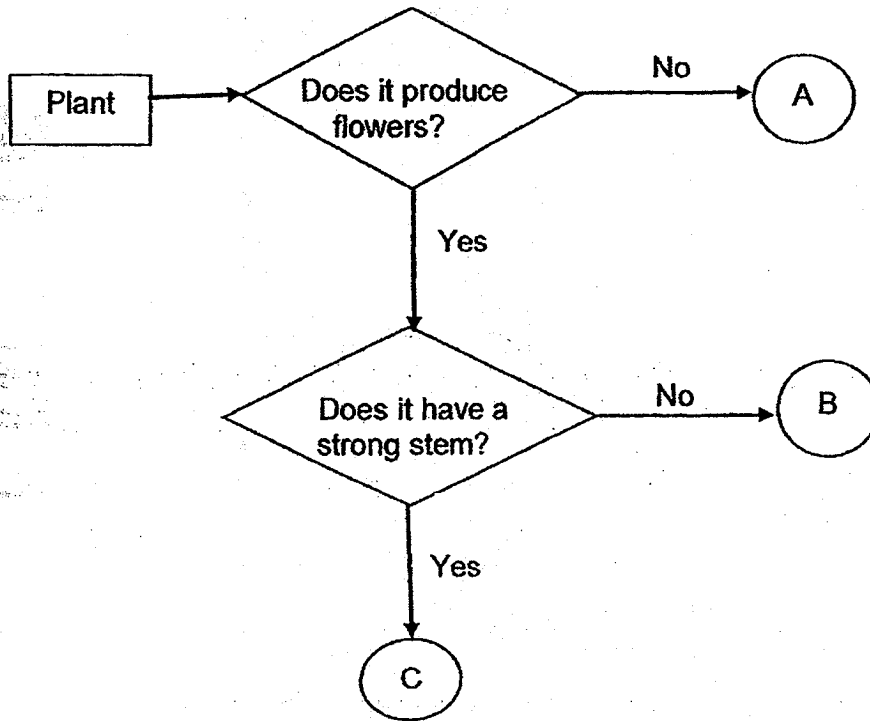 Plant
Does it produce
flowers?
No
A
Yes
Does it have a
strong stem?
No
B
Yes
C